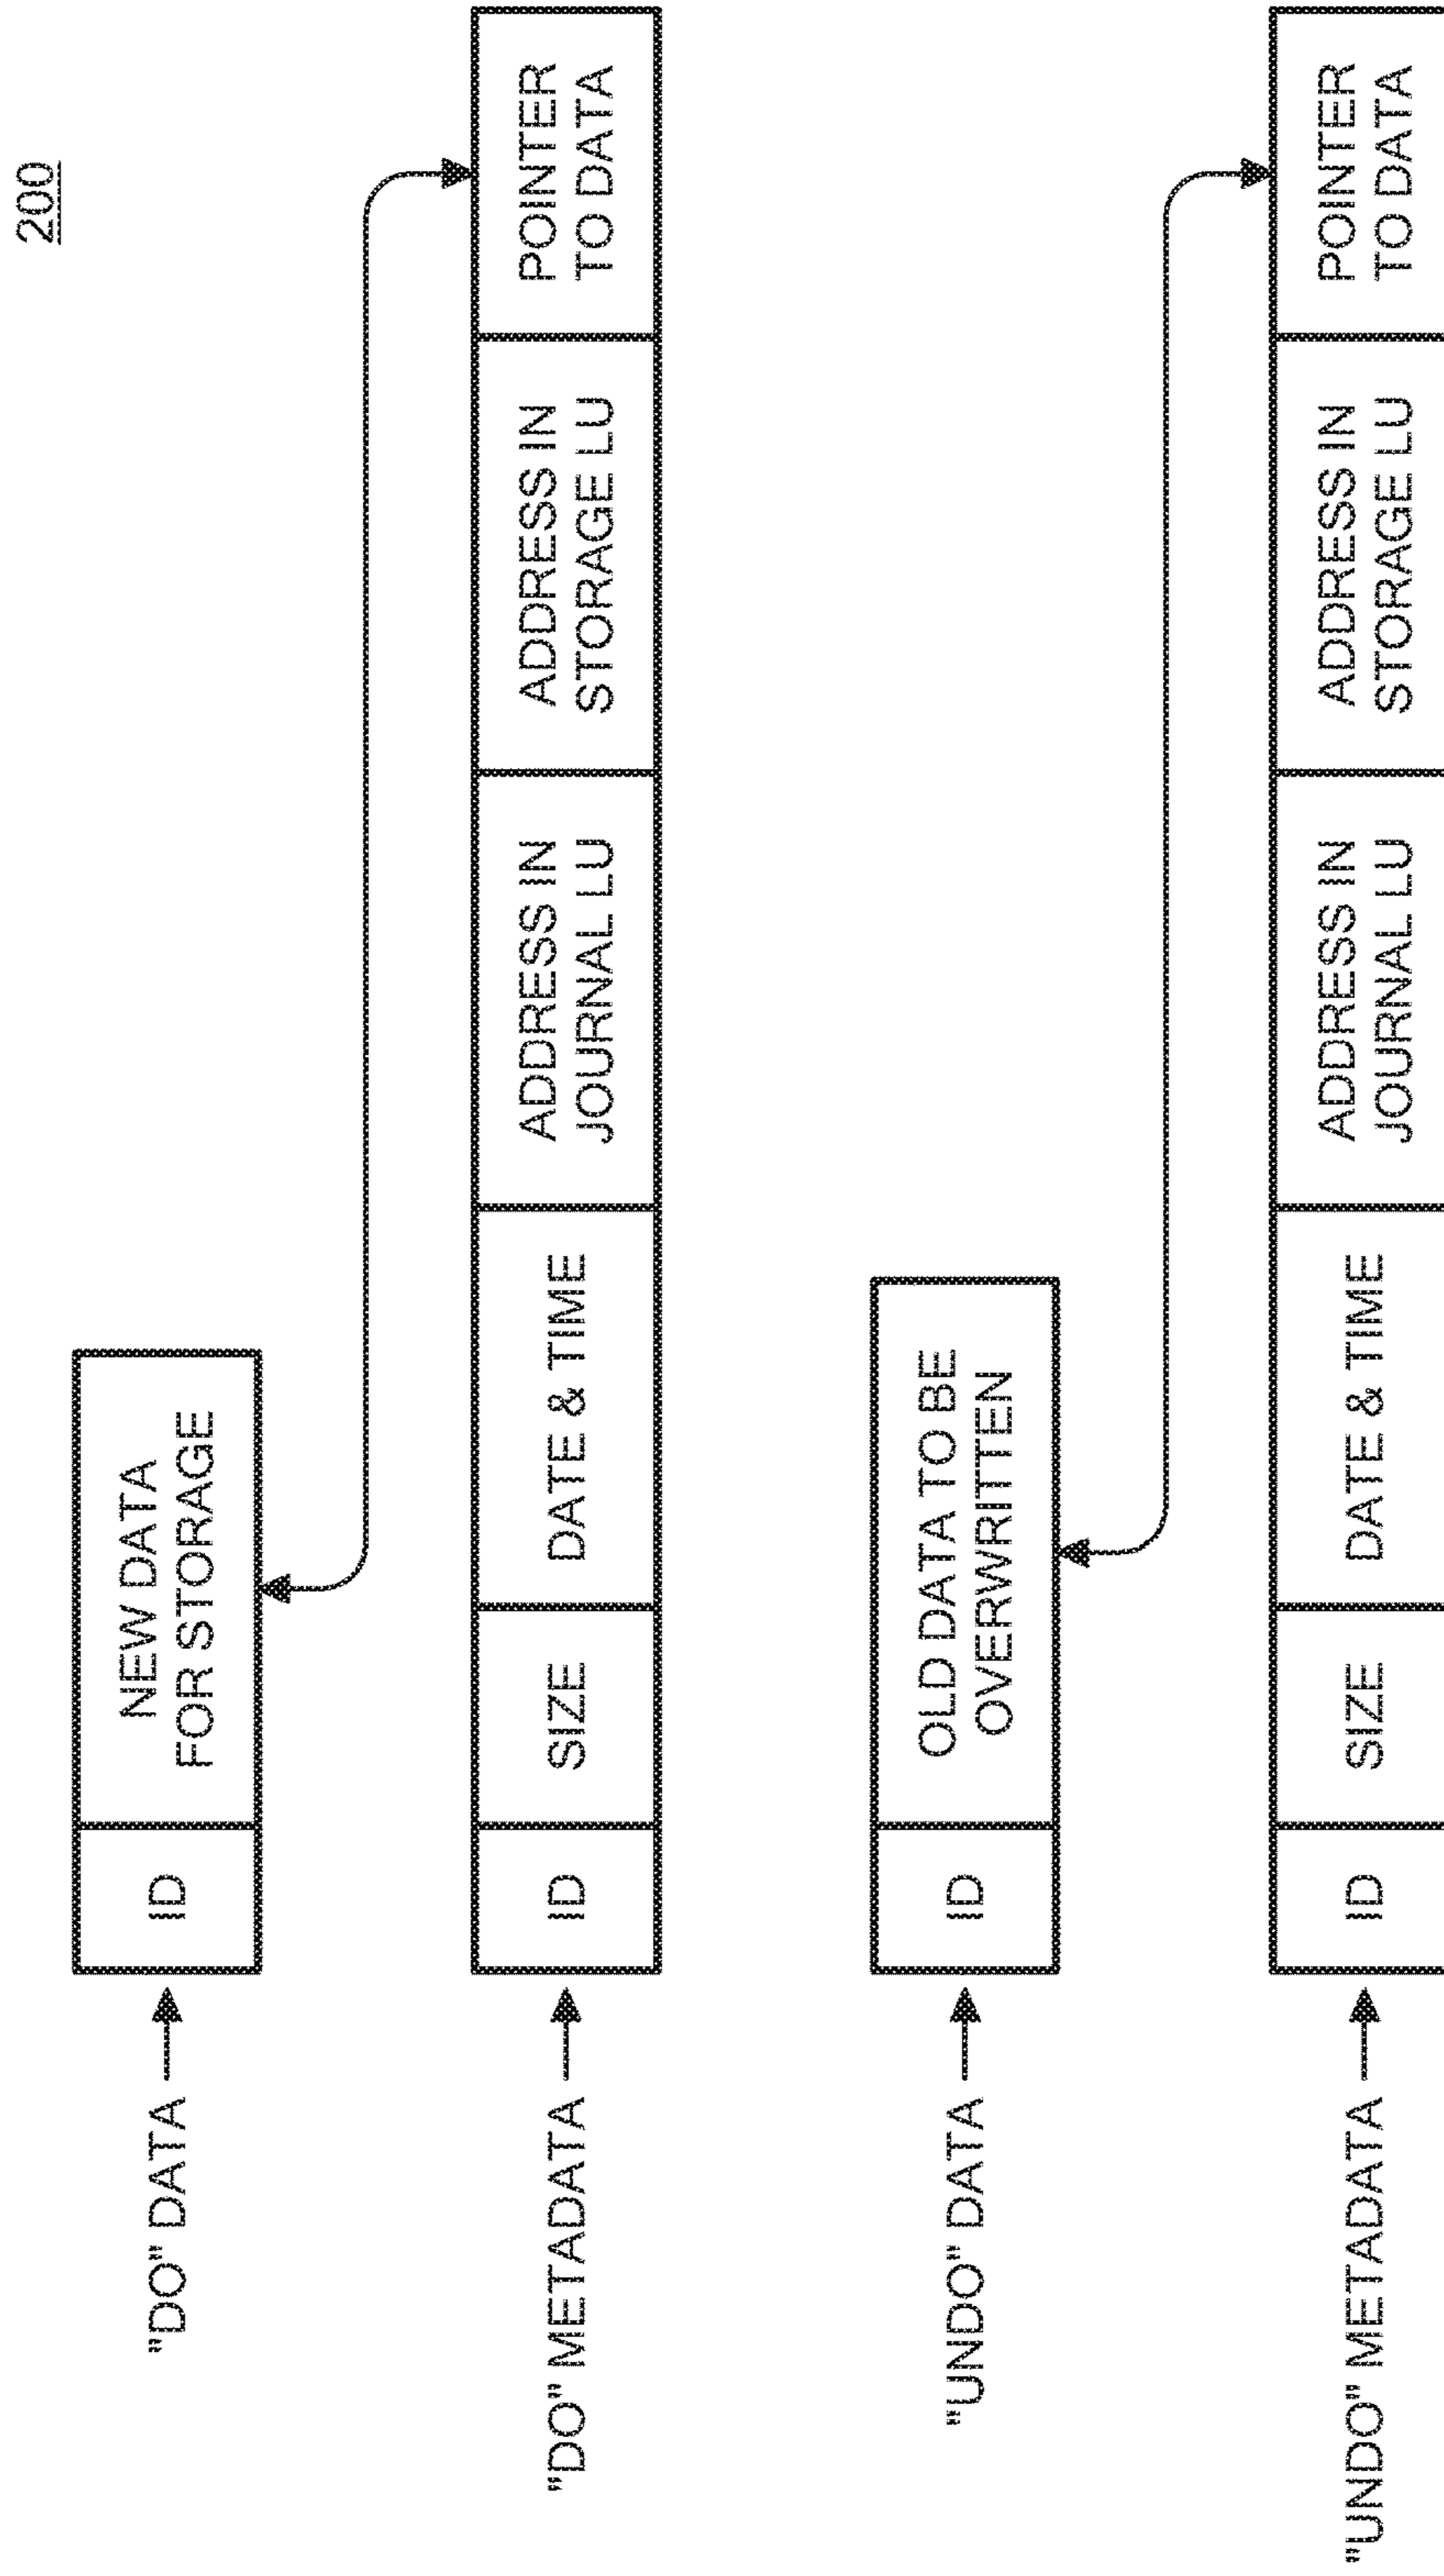 200
"DO" DATA
ID
NEW DATA
FOR STORAGE
"DO" METADATA
ID
SIZE
DATE & TIME
ADDRESS IN
JOURNAL LU
ADDRESS IN
STORAGE LU
POINTER
TO DATA
"UNDO" DATA
ID
OLD DATA TO BE
OVERWRITTEN
"UNDO" METADATA
ID
SIZE
DATE & TIME
ADDRESS IN
JOURNAL LU
ADDRESS IN
STORAGE LU
POINTER
TO DATA